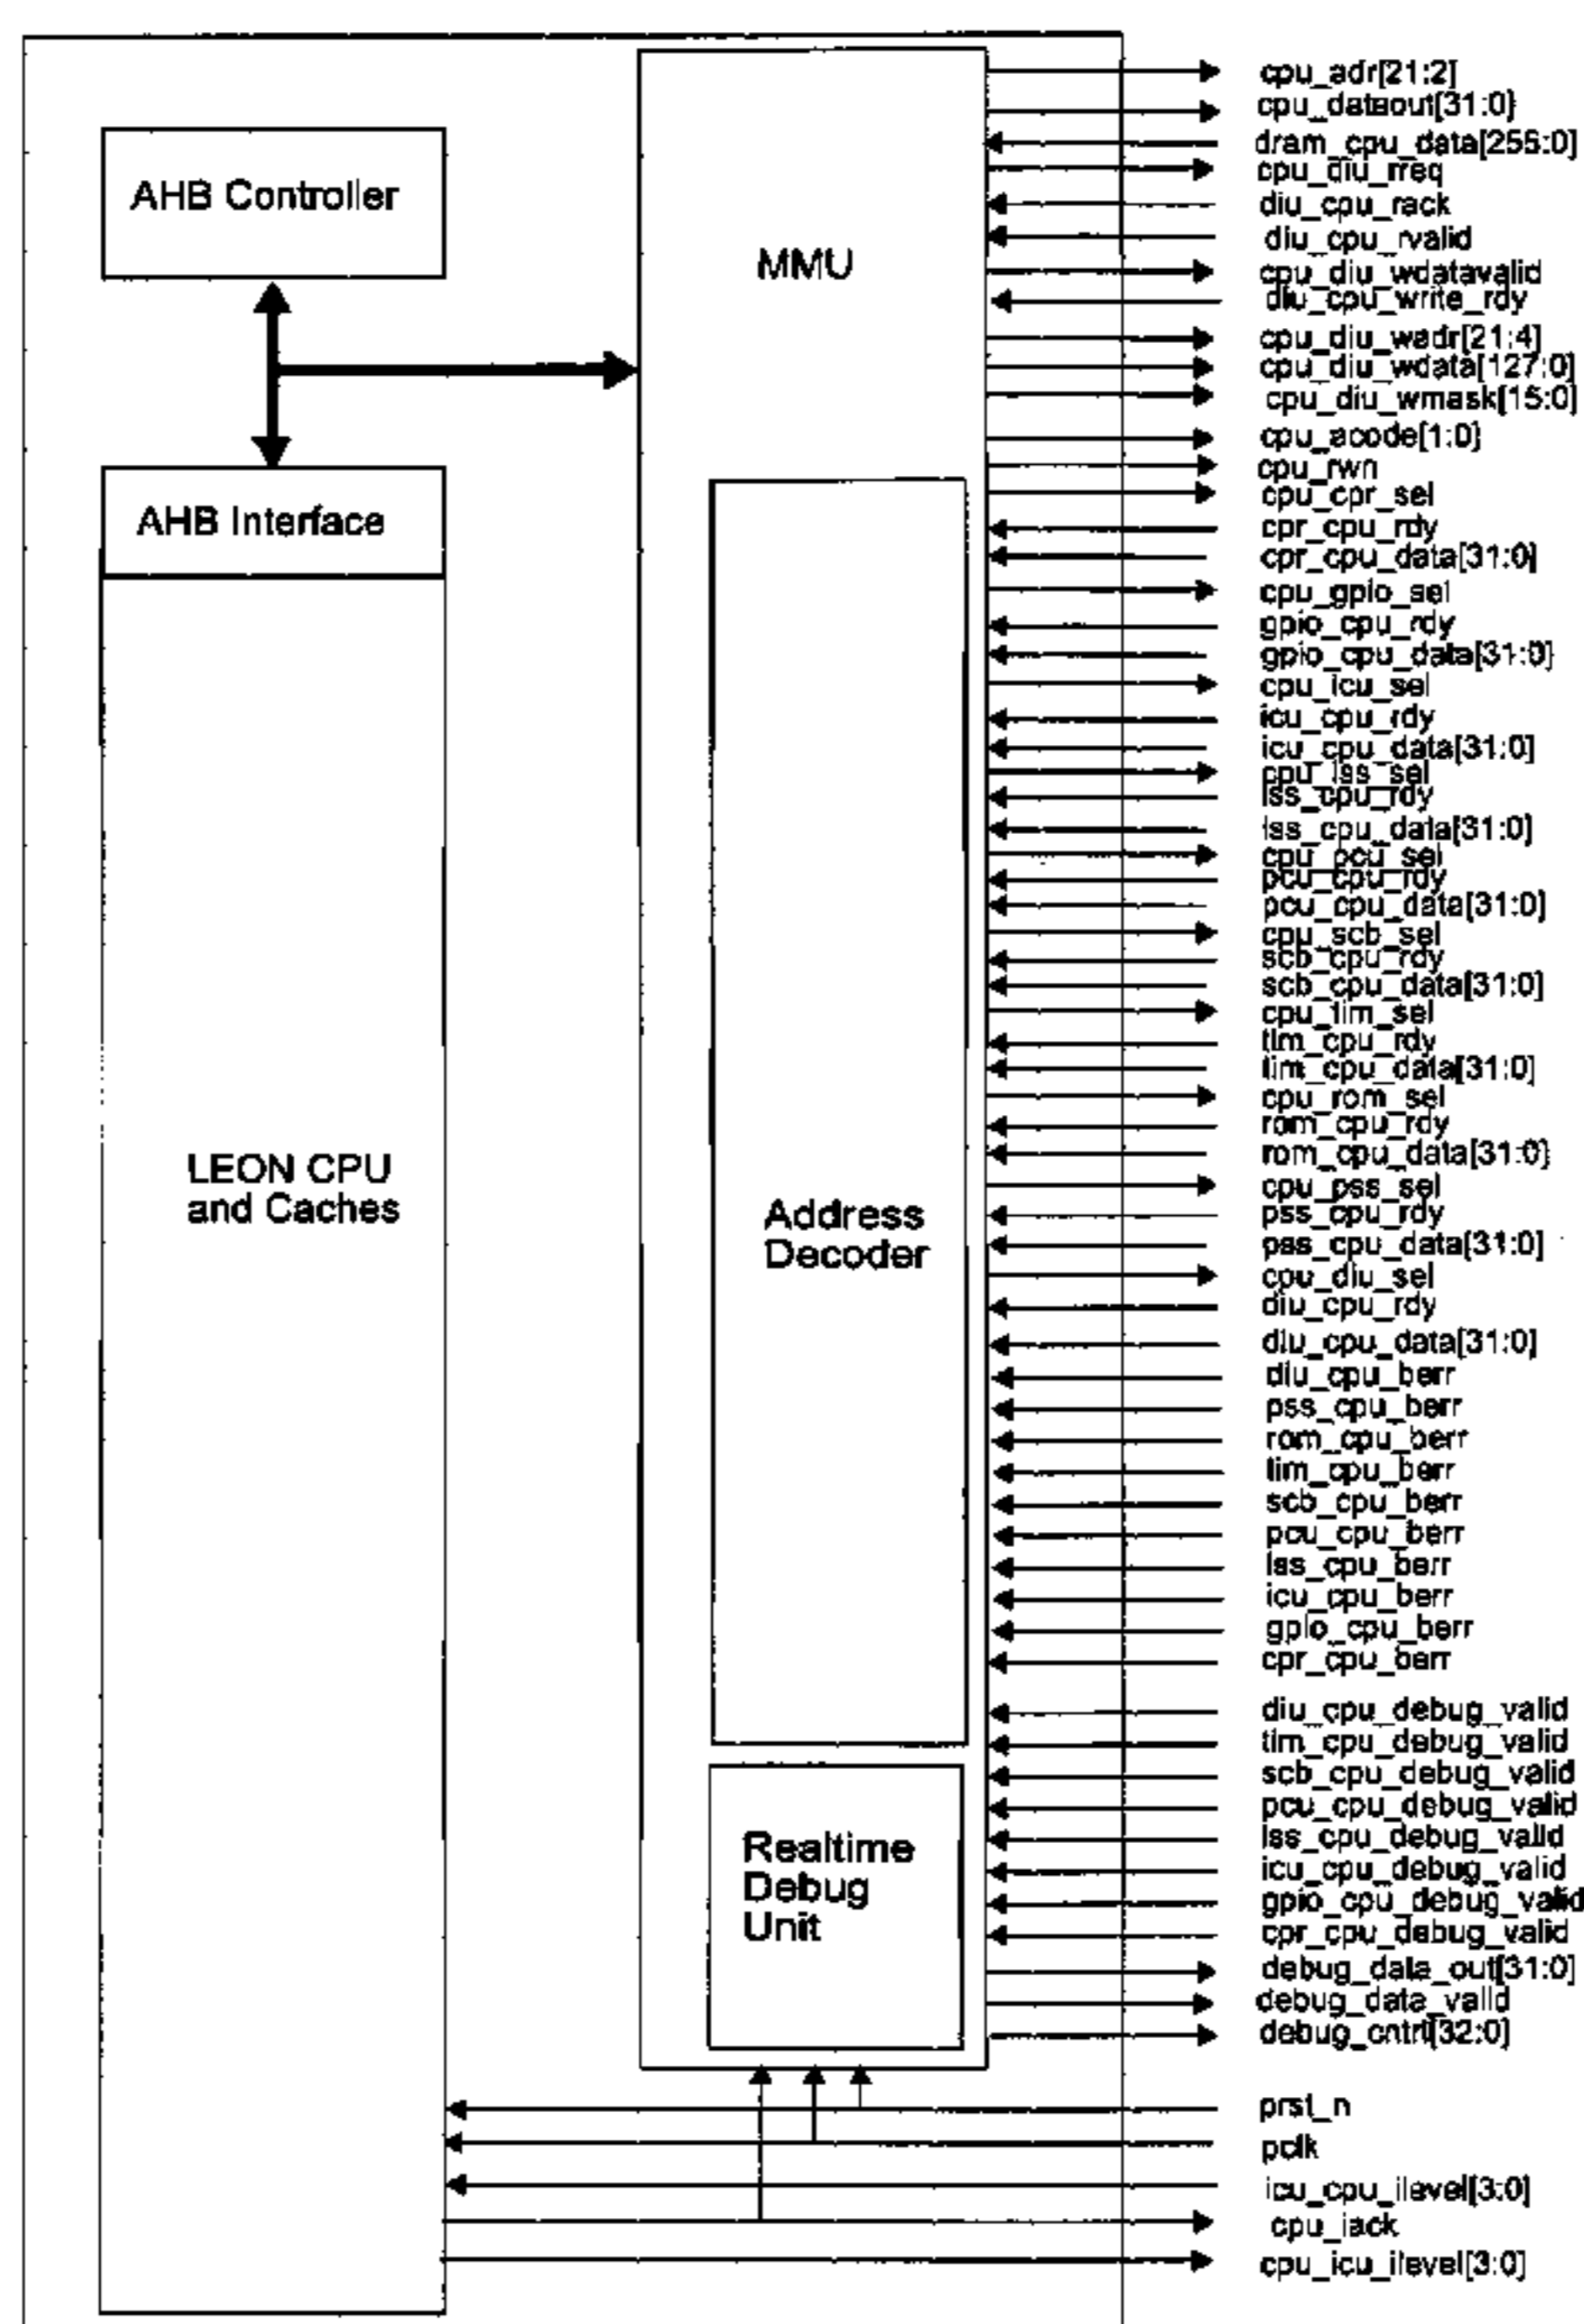 AHB Controller
MMU
AHB Interface
LEON CPU
and Caches
Address
Decoder
Realtime
Debug
Unit
cpu_adr[21:2]
cpu_dataout[31:0]
dram_cpu_data[256:0]
cpu_diu_rreq
diu_cpu_rack
diu_cpu_rvalid
cpu_diu_wdatavalid
diu_cpu_write_rdy
cpu_diu_wadr[21:4]
cpu_diu_wdata[127:0]
cpu_diu_wmask[15:0]
cpu_acode[1:0]
cpu_rwn
cpu_cpr_sel
cpr_cpu_rdy
cpr_cpu_data[31:0]
cpu_gpio_sel
gpio_cpu_rdy
gpio_cpu_data[31:0]
cpu_icu_sel
icu_cpu_rdy
icu_cpu_data[31:0]
cpu_lss_sel
lss_cpu_rdy
lss_cpu_data[31:0]
cpu_pcu_sel
pcu_cpu_rdy
pcu_cpu_data[31:0]
cpu_scb_sel
scb_cpu_rdy
scb_cpu_data[31:0]
cpu_tim_sel
tim_cpu_rdy
tim_cpu_data[31:0]
cpu_rom_sel
rom_cpu_rdy
rom_cpu_data[31:0]
cpu_pss_sel
pss_cpu_rdy
pss_cpu_data[31:0]
cpu_diu_sel
diu_cpu_rdy
diu_cpu_data[31:0]
diu_cpu_berr
pss_cpu_berr
rom_cpu_berr
tim_cpu_berr
scb_cpu_berr
pcu_cpu_berr
lss_cpu_berr
icu_cpu_berr
gpio_cpu_berr
cpr_cpu_berr
diu_cpu_debug_valid
tim_cpu_debug_valid
scb_cpu_debug_valid
pcu_cpu_debug_valid
lss_cpu_debug_valid
icu_cpu_debug_valid
gpio_cpu_debug_valid
cpr_cpu_debug_valid
debug_data_out[31:0]
debug_data_valid
debug_cntrl[32:0]
prst_n
pclk
icu_cpu_ilevel[3:0]
cpu_iack
cpu_icu_ilevel[3:0]